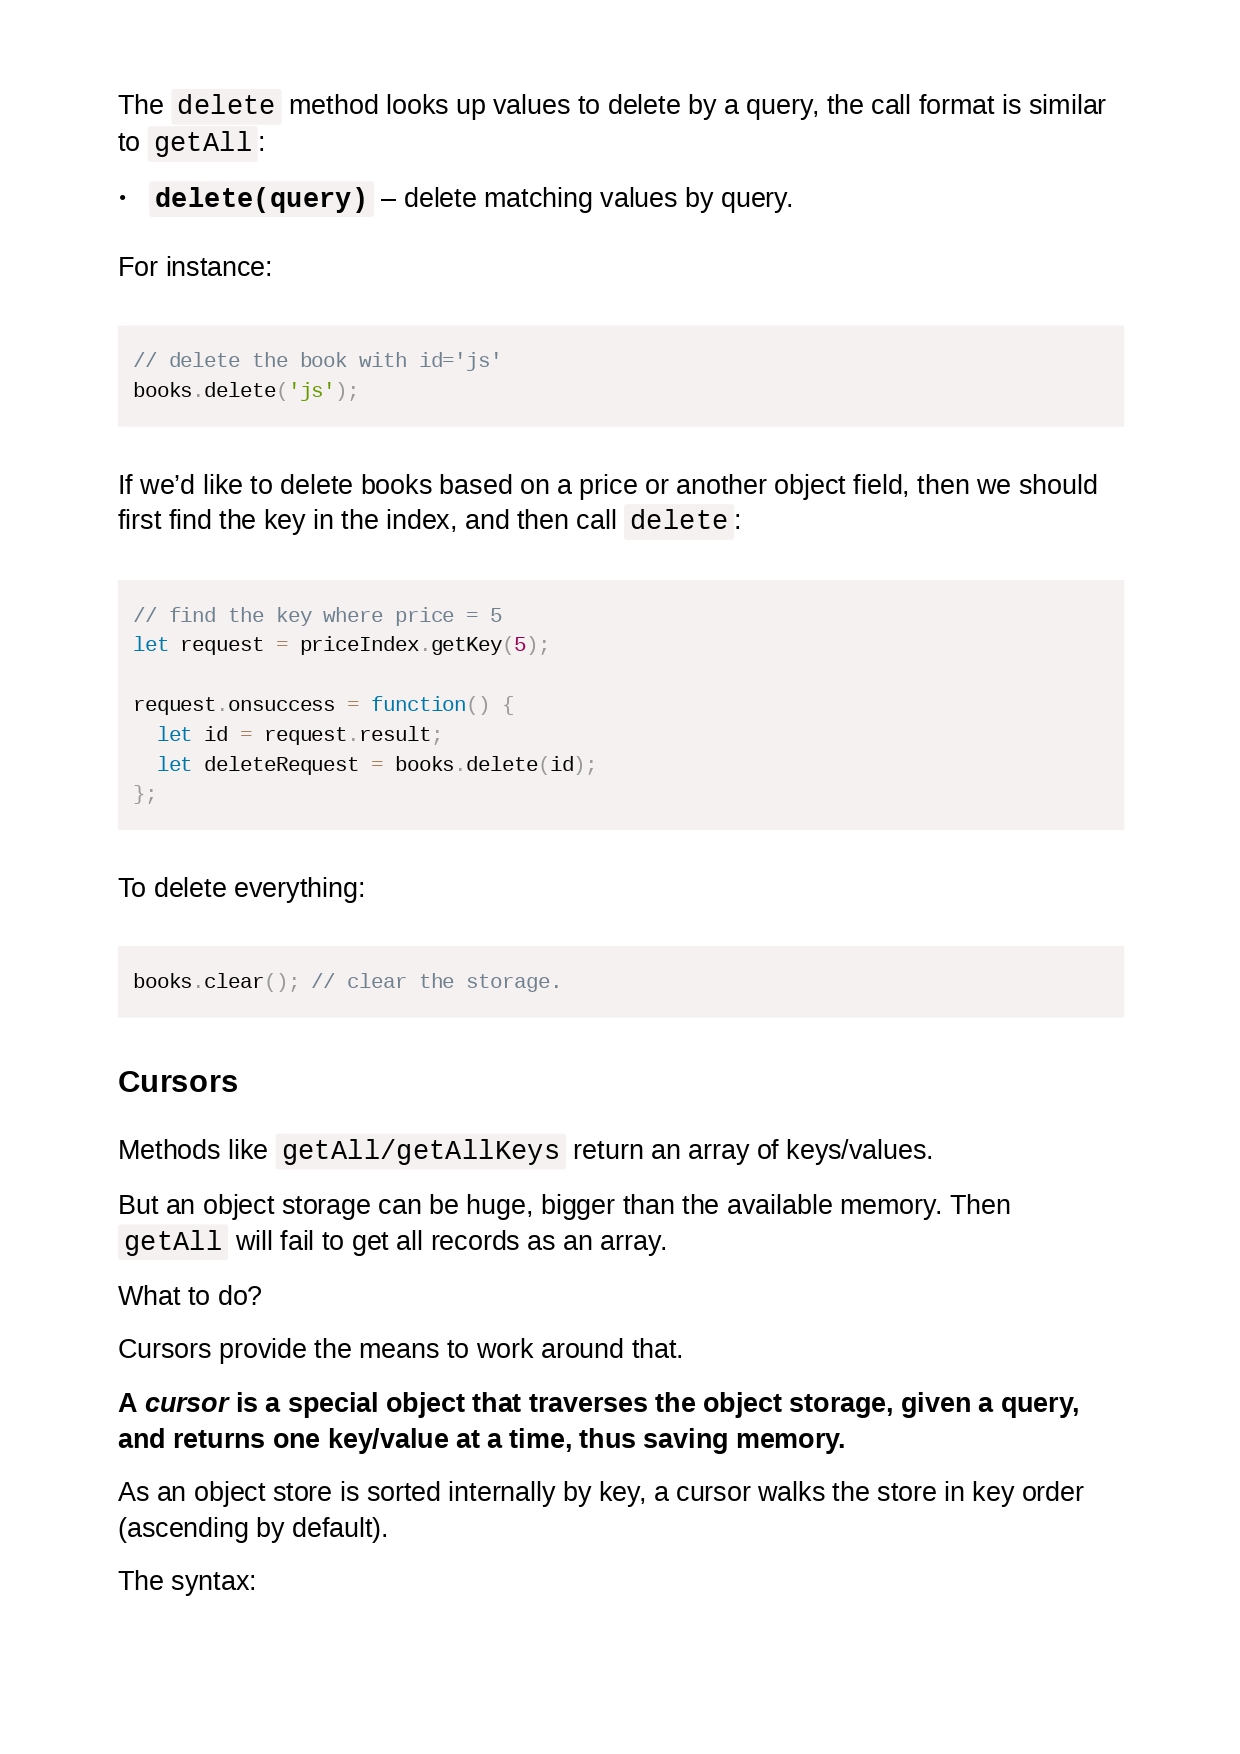 The delete method looks up values to delete by a query, the call format is similar
to getAll:
• delete(query) – delete matching values by query.
For instance:
// delete the book with id='js'
books.delete('js');
If we’d like to delete books based on a price or another object field, then we should
first find the key in the index, and then call delete:
// find the key where price = 5
let request = priceIndex.getKey(5);
request.onsuccess = function() {
  let id = request.result;
  let deleteRequest = books.delete(id);
};
To delete everything:
books.clear(); // clear the storage.
Cursors
Methods like getAll/getAllKeys return an array of keys/values.
But an object storage can be huge, bigger than the available memory. Then
getAll will fail to get all records as an array.
What to do?
Cursors provide the means to work around that.
A cursor is a special object that traverses the object storage, given a query,
and returns one key/value at a time, thus saving memory.
As an object store is sorted internally by key, a cursor walks the store in key order
(ascending by default).
The syntax: